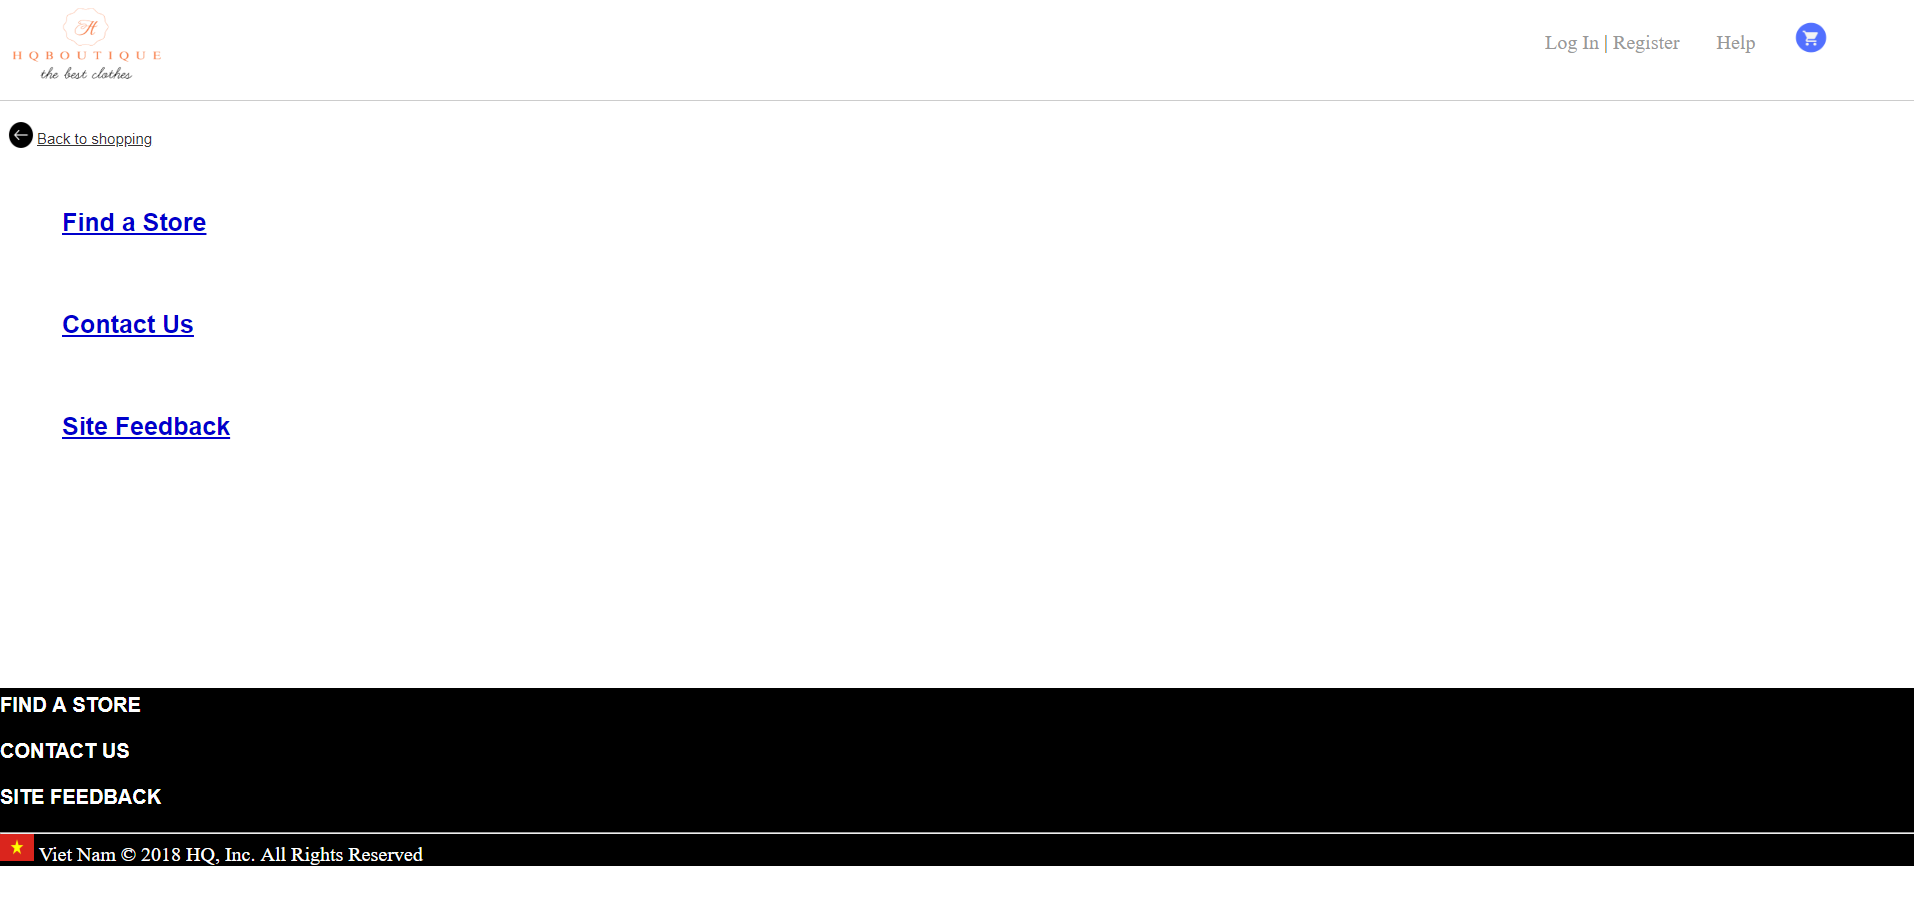 H
HQBOUTIQUE
the best clothes
Log In | Register Help
Back to shopping
Find a Store
Contact Us
Site Feedback
FIND A STORE
CONTACT US
SITE FEEDBACK
Viet Nam © 2018 HQ, Inc. All Rights Reserved